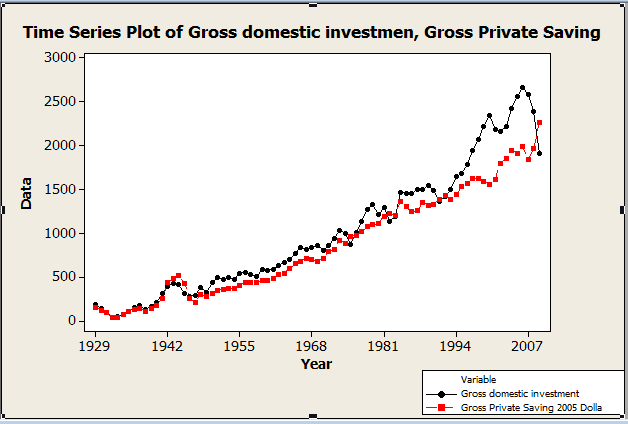 Time Series Plot of Gross domestic investmen, Gross Private Saving
3000
2500
2000
1500
1000
500
0
Data
1929 1942 1955 1968 1981 1994 2007
Year
Variable
Gross domestic investment
Gross Private Saving 2005 Dolla